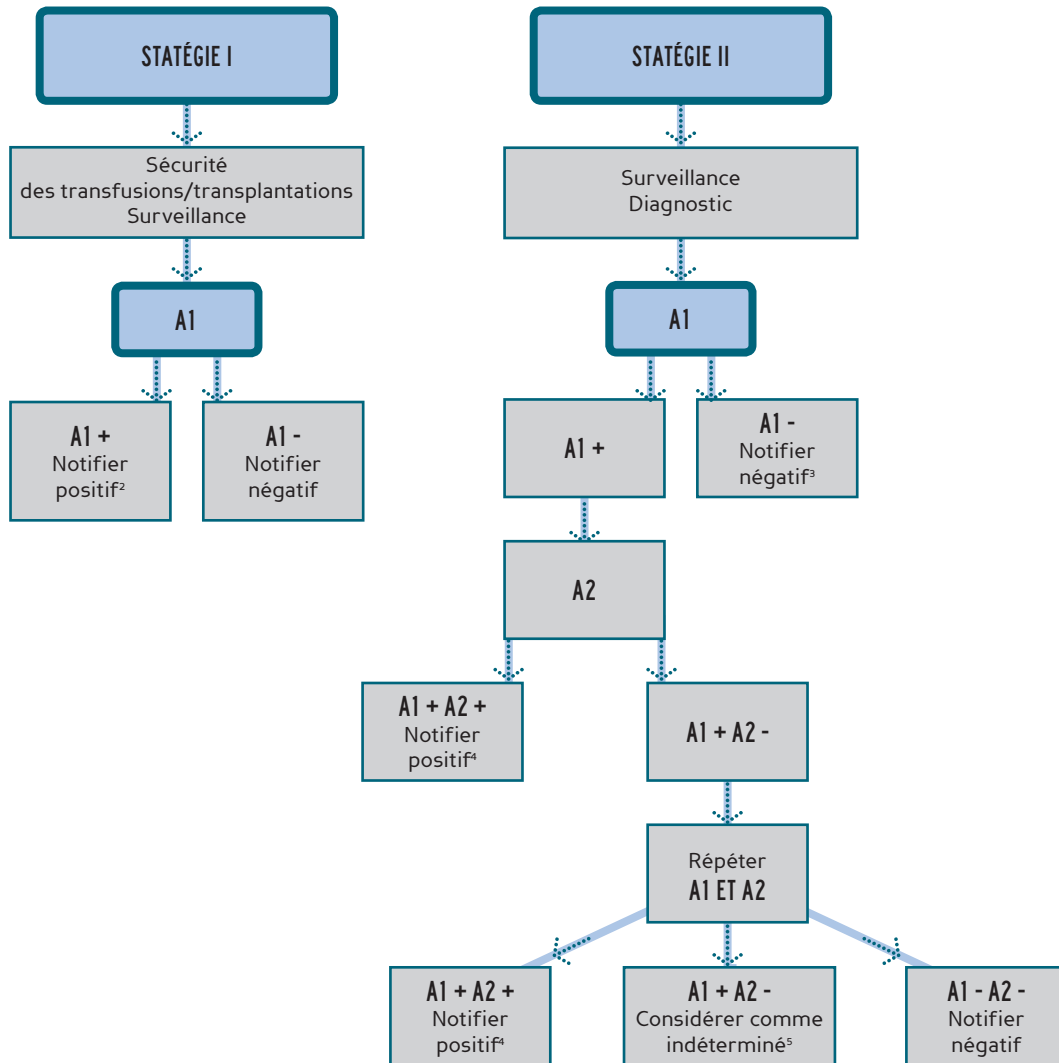 STATÉGIE I
Sécurité
des transfusions/transplantations
Surveillance
A1
A1 +
Notifier
positif²
A1 -
Notifier
négatif
STATÉGIE II
Surveillance
Diagnostic
A1
A1 +
A1 -
Notifier
négatif³
A2
A1 + A2 +
Notifier
positif⁴
A1 + A2 -
Répéter
A1 ET A2
A1 + A2 +
Notifier
positif⁴
A1 + A2 -
Considérer comme
indéterminé⁵
A1 - A2 -
Notifier
négatif